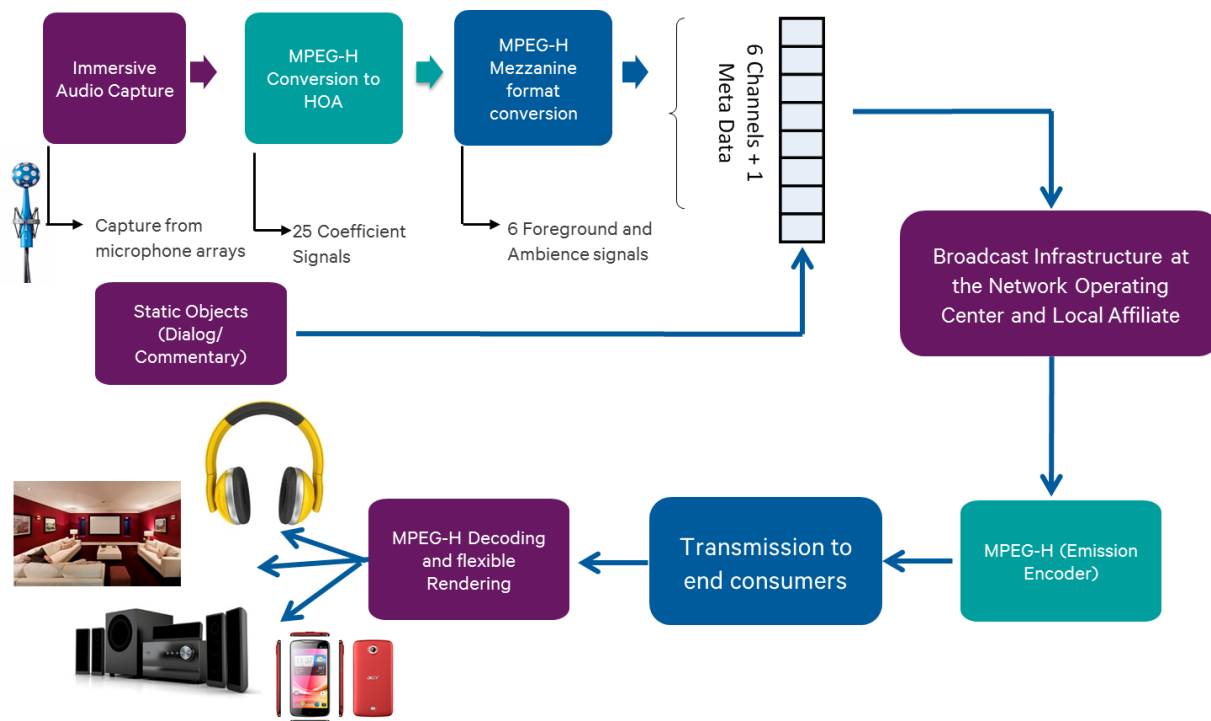 Immersive
Audio Capture
MPEG-H
Conversion to
HOA
MPEG-H
Mezzanine
format
conversion
6 Channels + 1
Meta Data
Capture from
microphone arrays
25 Coefficient
Signals
6 Foreground and
Ambience signals
Static Objects
(Dialog/
Commentary)
Broadcast Infrastructure at
the Network Operating
Center and Local Affiliate
MPEG-H Decoding
and flexible
Rendering
Transmission to
end consumers
MPEG-H (Emission
Encoder)
acer